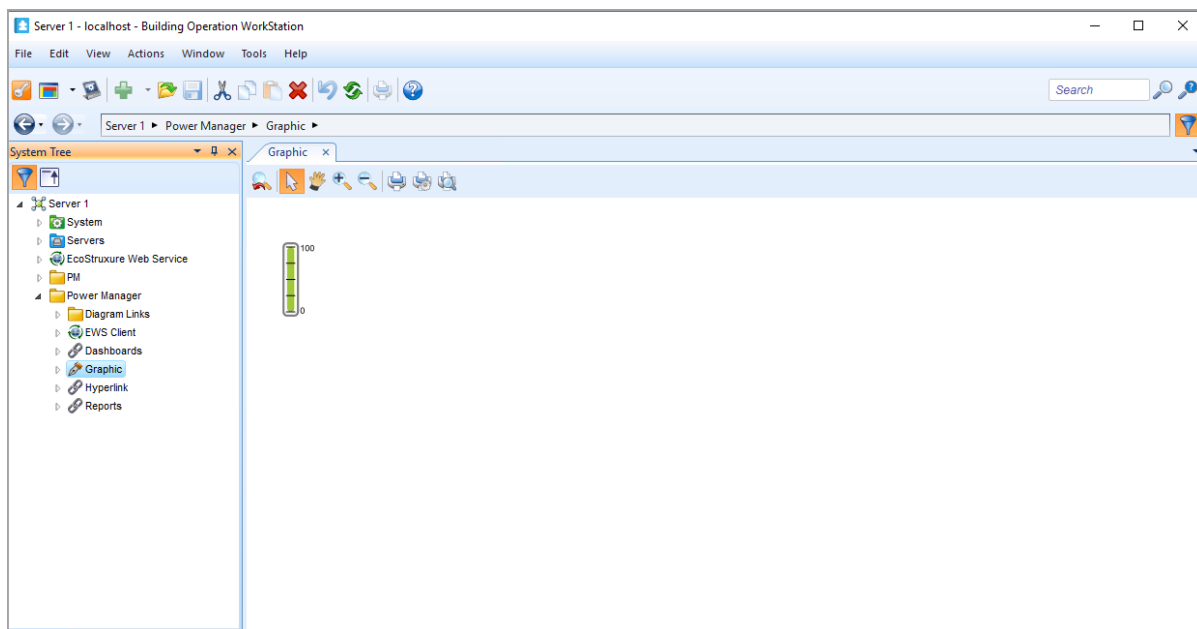 Server 1 - localhost - Building Operation WorkStation
File Edit View Actions Window Tools Help
Search
Server 1 ► Power Manager ► Graphic ►
System Tree
Graphic
Server 1
System
Servers
EcoStruxure Web Service
PM
Power Manager
Diagram Links
EWS Client
Dashboards
Graphic
Hyperlink
Reports
100
0